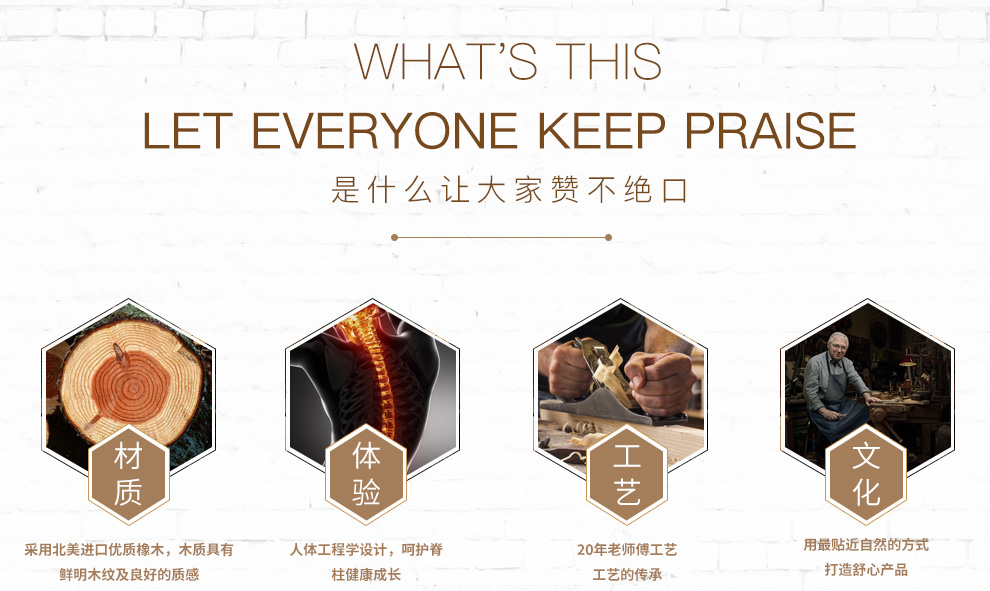 WHAT'S THIS
LET EVERYONE KEEP PRAISE
是什么让大家赞不绝口
材
质
采用北美进口优质橡木，木质具有
鲜明木纹及良好的质感
体
验
人体工程学设计，呵护脊
柱健康成长
工
艺
20年老师傅工艺
工艺的传承
文
化
用最贴近自然的方式
打造舒心产品